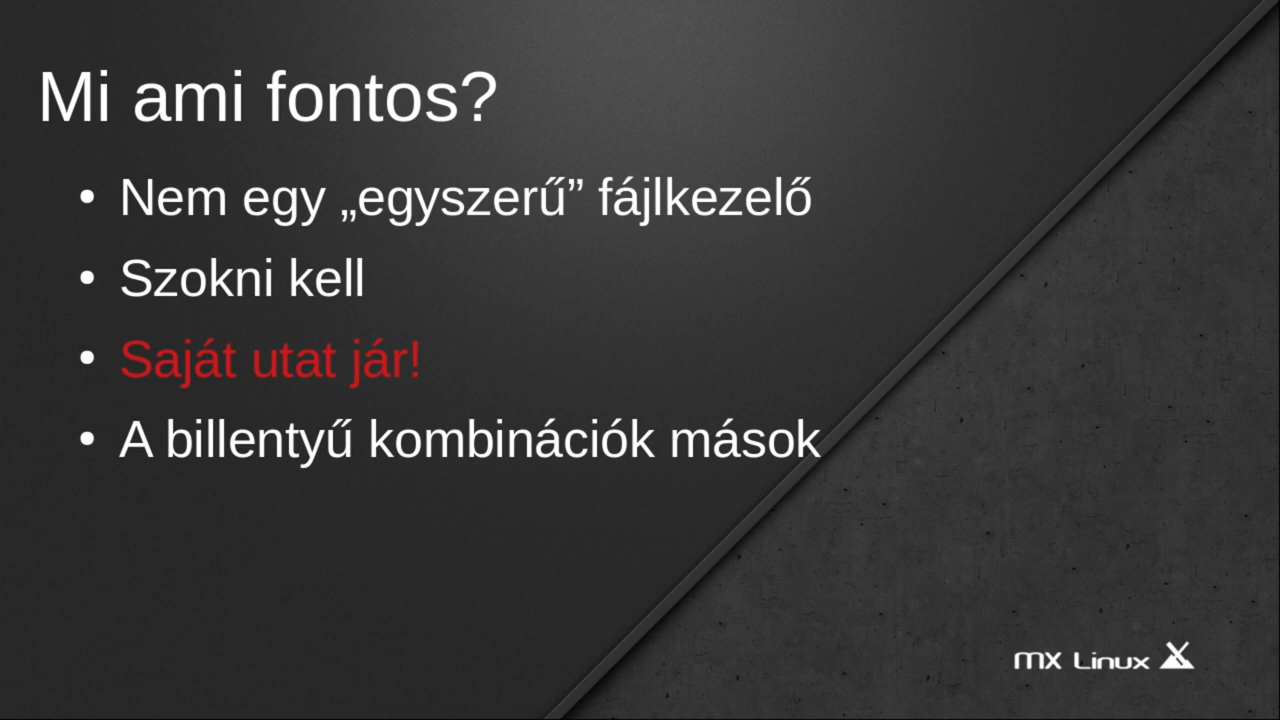 Mi ami fontos?
• Nem egy „egyszerű” fájlkezelő
• Szokni kell
• Saját utat jár!
• A billentyű kombinációk mások
MX Linux